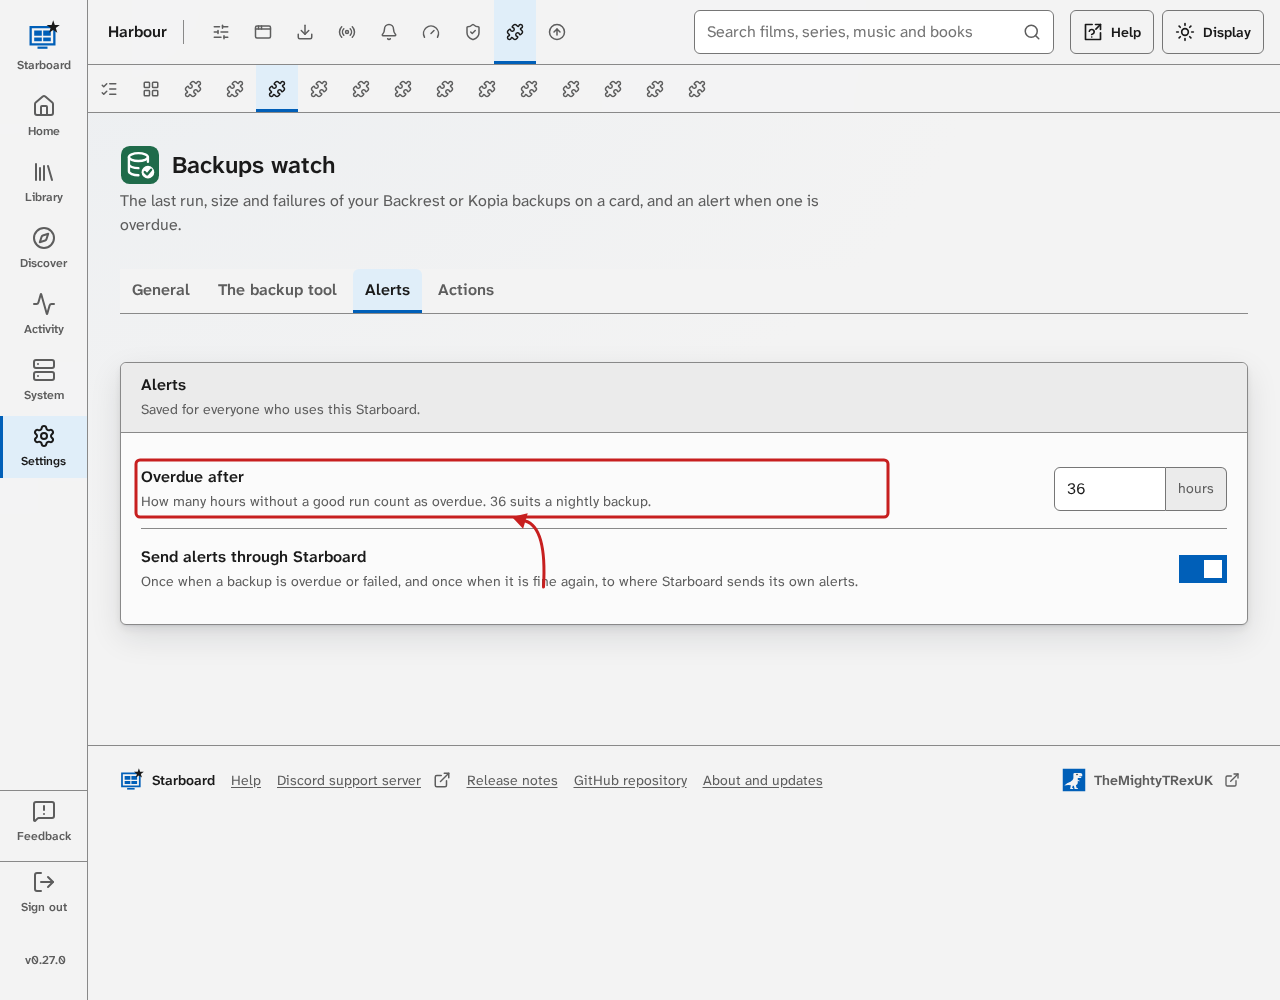 Starboard
Home
Library
Discover
Activity
System
Settings
Feedback
Sign out
v0.27.0
Harbour
Search films, series, music and books
Help
Display
Backups watch
The last run, size and failures of your Backrest or Kopia backups on a card, and an alert when one is
overdue.
General
The backup tool
Alerts
Actions
Alerts
Saved for everyone who uses this Starboard.
Overdue after
How many hours without a good run count as overdue. 36 suits a nightly backup.
36
hours
Send alerts through Starboard
Once when a backup is overdue or failed, and once when it is fine again, to where Starboard sends its own alerts.
Starboard
Help
Discord support server
Release notes
GitHub repository
About and updates
TheMightyTRexUK